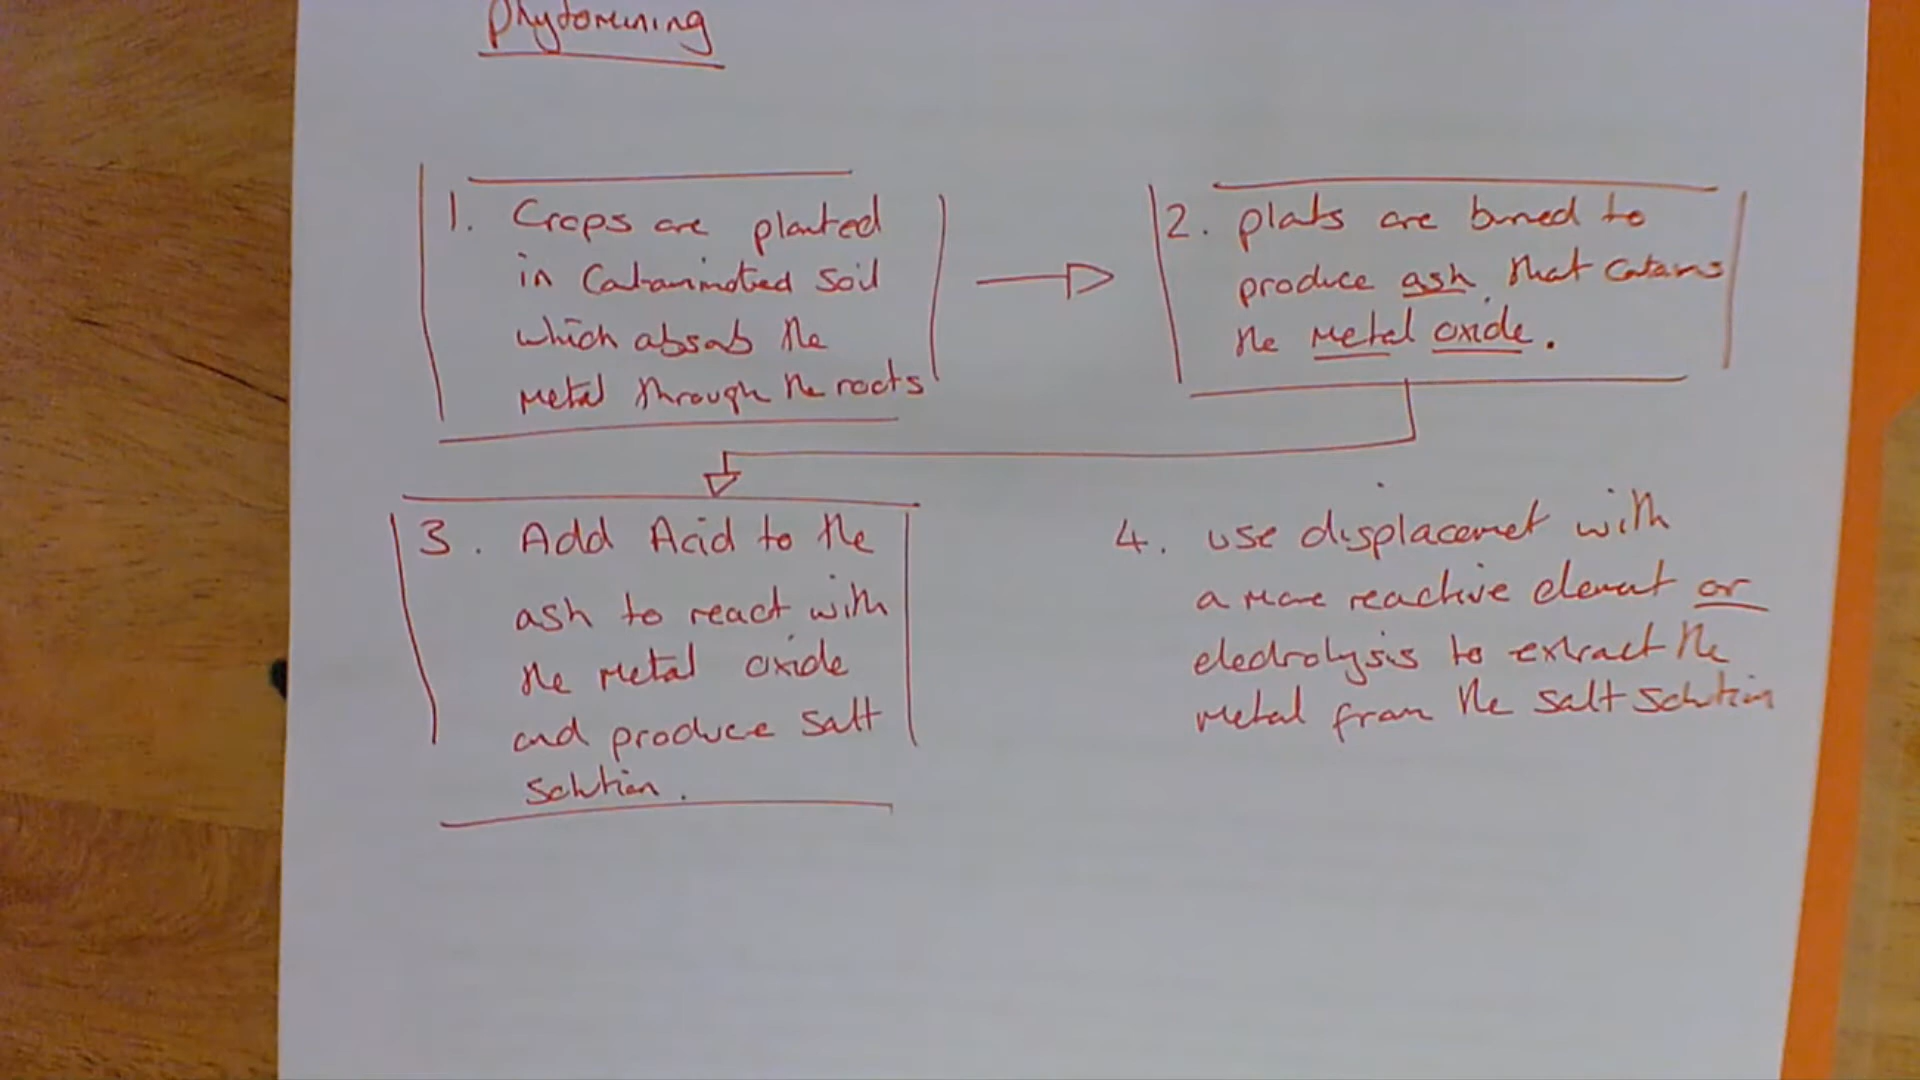 Phytomining
1. Crops are planted
in Contaminated soil
which absorb the
metal through the roots
2. plants are burned to
produce ash that contains
the metal oxide.
3. Add Acid to the
ash to react with
the metal oxide
and produce salt
solution.
4. use displacement with
a more reactive element or
electrolysis to extract the
metal from the salt solution